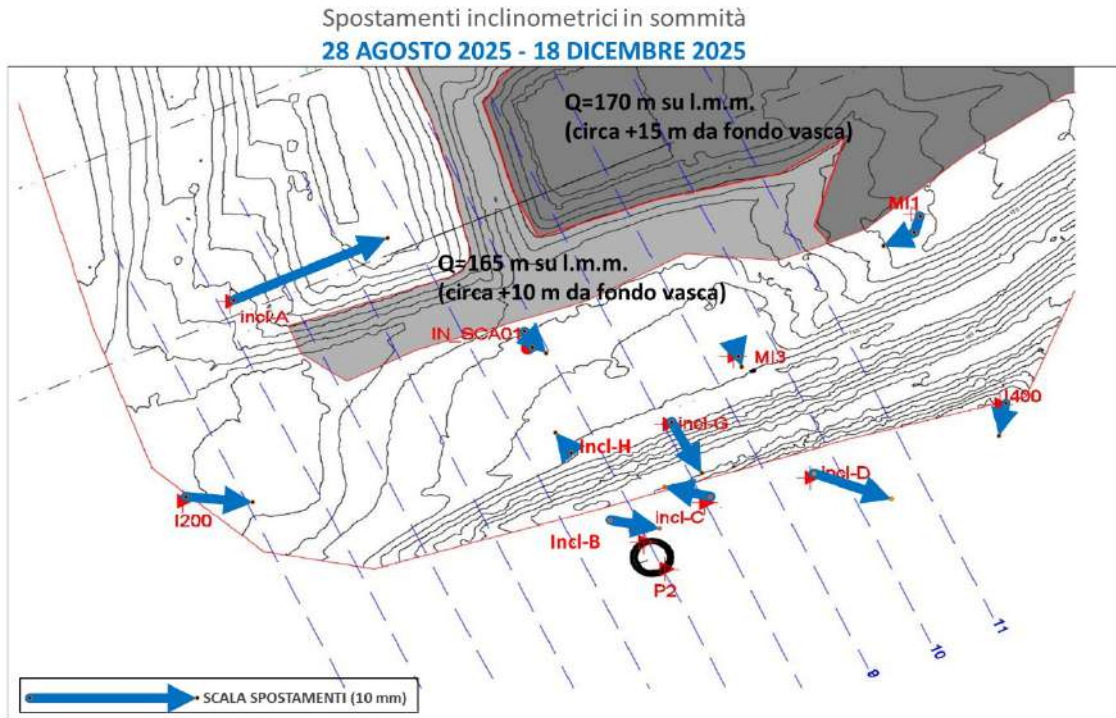 Spostamenti inclinometrici in sommità
28 AGOSTO 2025 - 18 DICEMBRE 2025
Q=170 m su l.m.m.
(circa +15 m da fondo vasca)
MI1
Q=165 m su l.m.m.
(circa +10 m da fondo vasca)
incl-A
IN_SCA01
MI3
I400
incl-G
Incl-H
incl-D
I200
incl-C
Incl-B
P2
11
10
9
SCALA SPOSTAMENTI (10 mm)